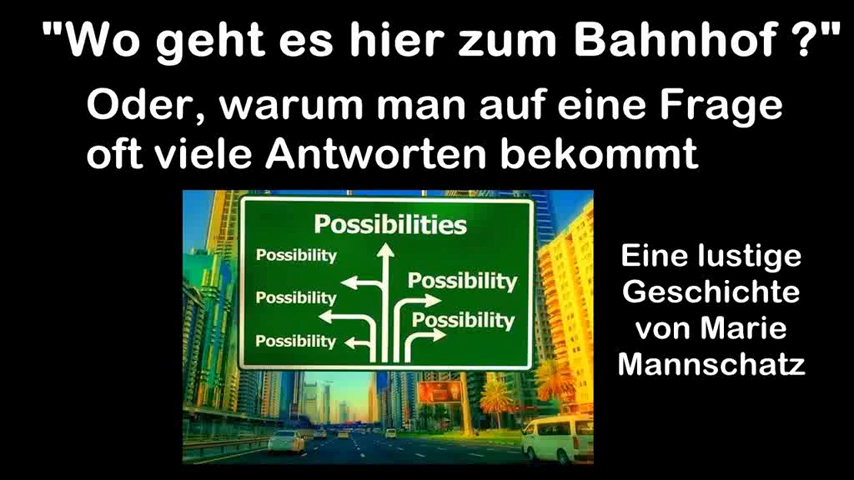 "Wo geht es hier zum Bahnhof ?"
Oder, warum man auf eine Frage
oft viele Antworten bekommt
Possibilities
Possibility
Possibility
Possibility
Possibility
Possibility
Eine lustige
Geschichte
von Marie
Mannschatz